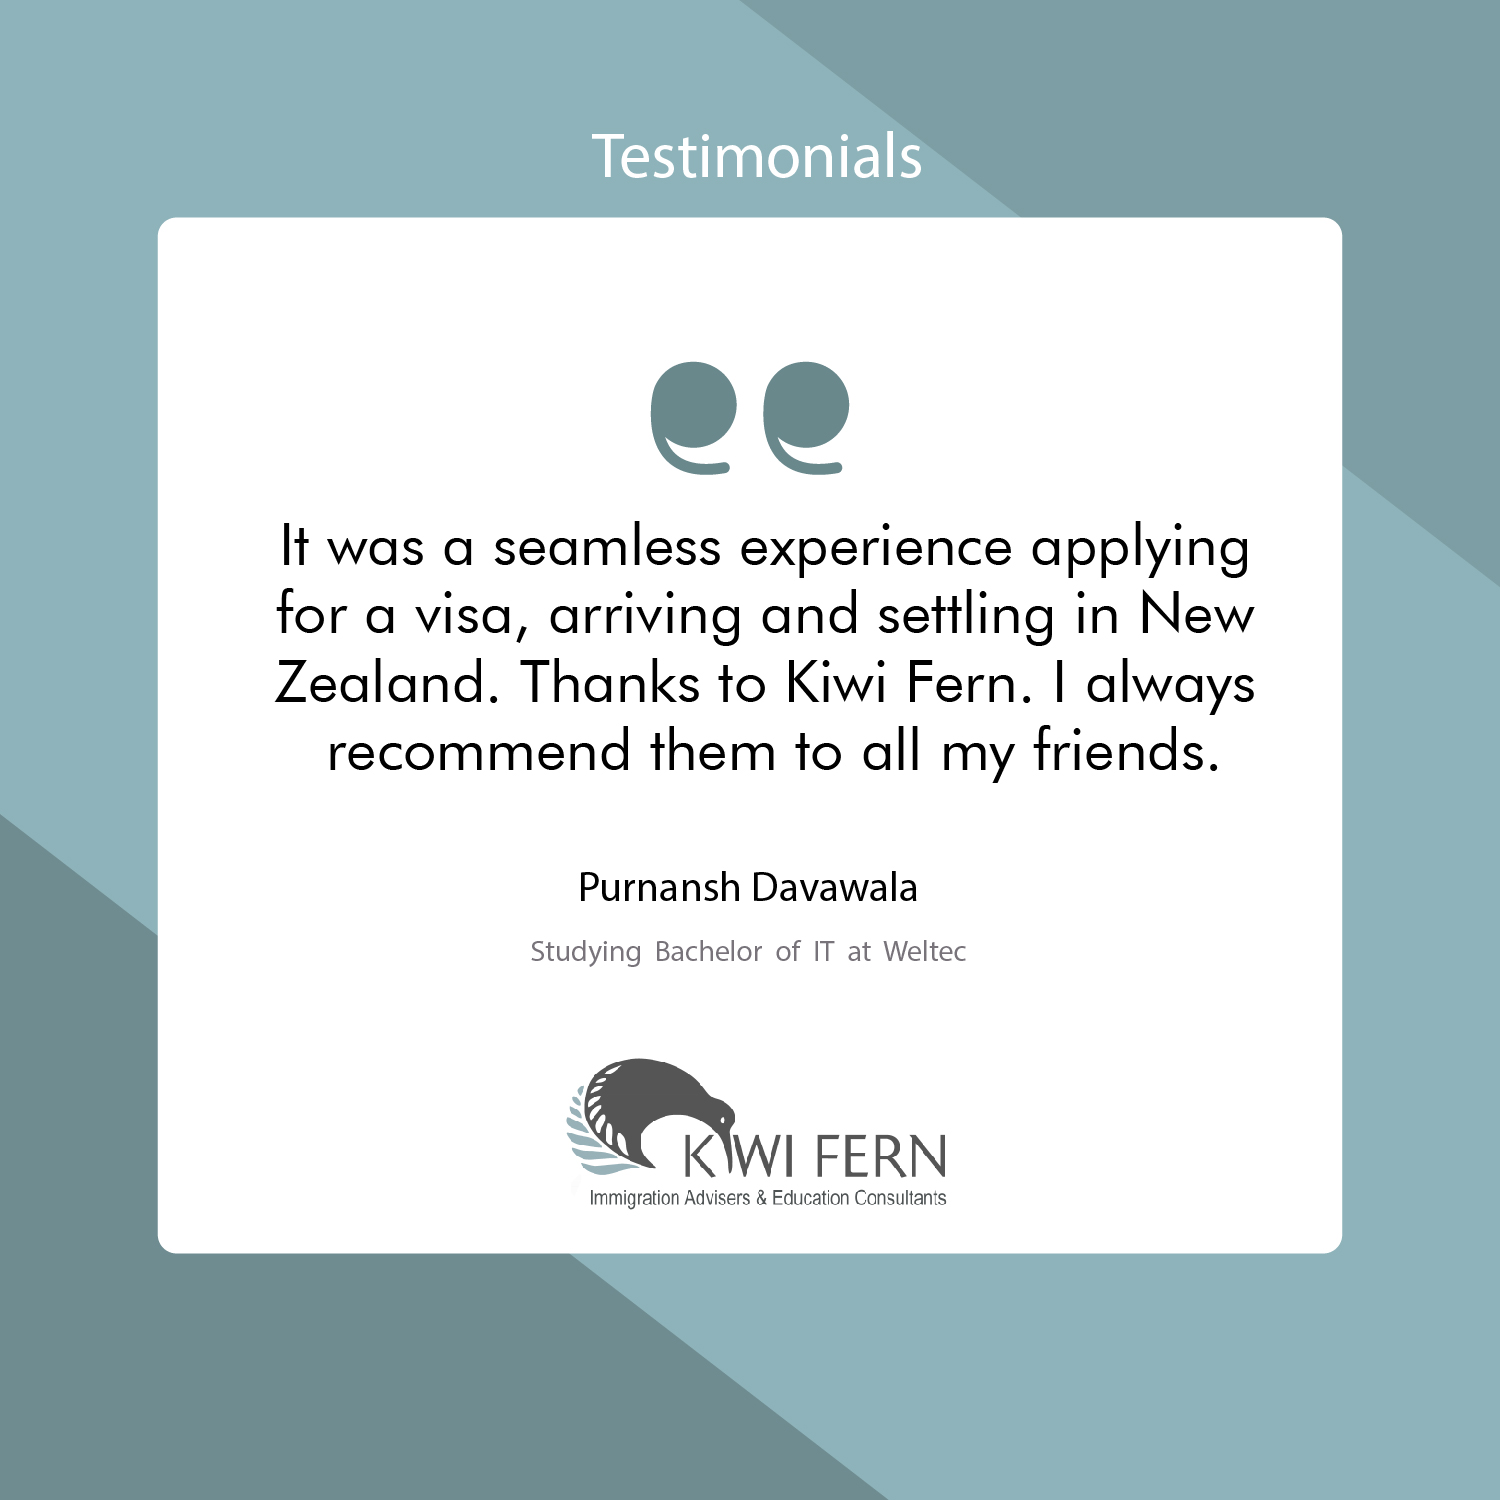 Testimonials
It was a seamless experience applying
for a visa, arriving and settling in New
Zealand. Thanks to Kiwi Fern. I always
recommend them to all my friends.
Purnansh Davawala
Studying Bachelor of IT at Weltec
KIWI FERN
Immigration Advisers & Education Consultants